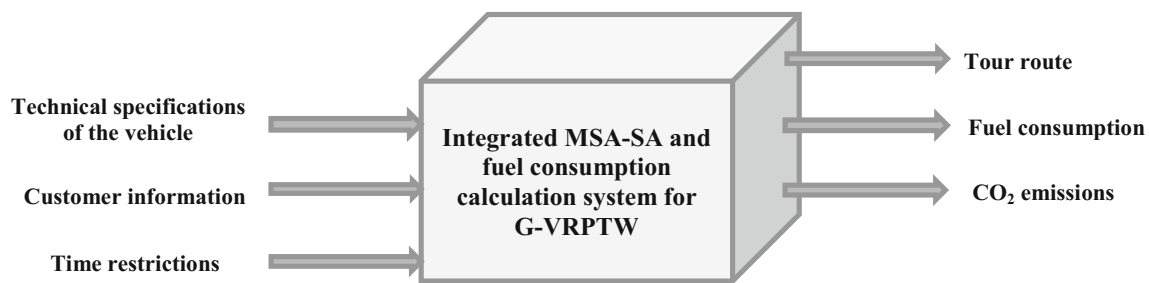 Technical specifications
of the vehicle
Customer information
Time restrictions
Integrated MSA-SA and
fuel consumption
calculation system for
G-VRPTW
Tour route
Fuel consumption
CO₂ emissions